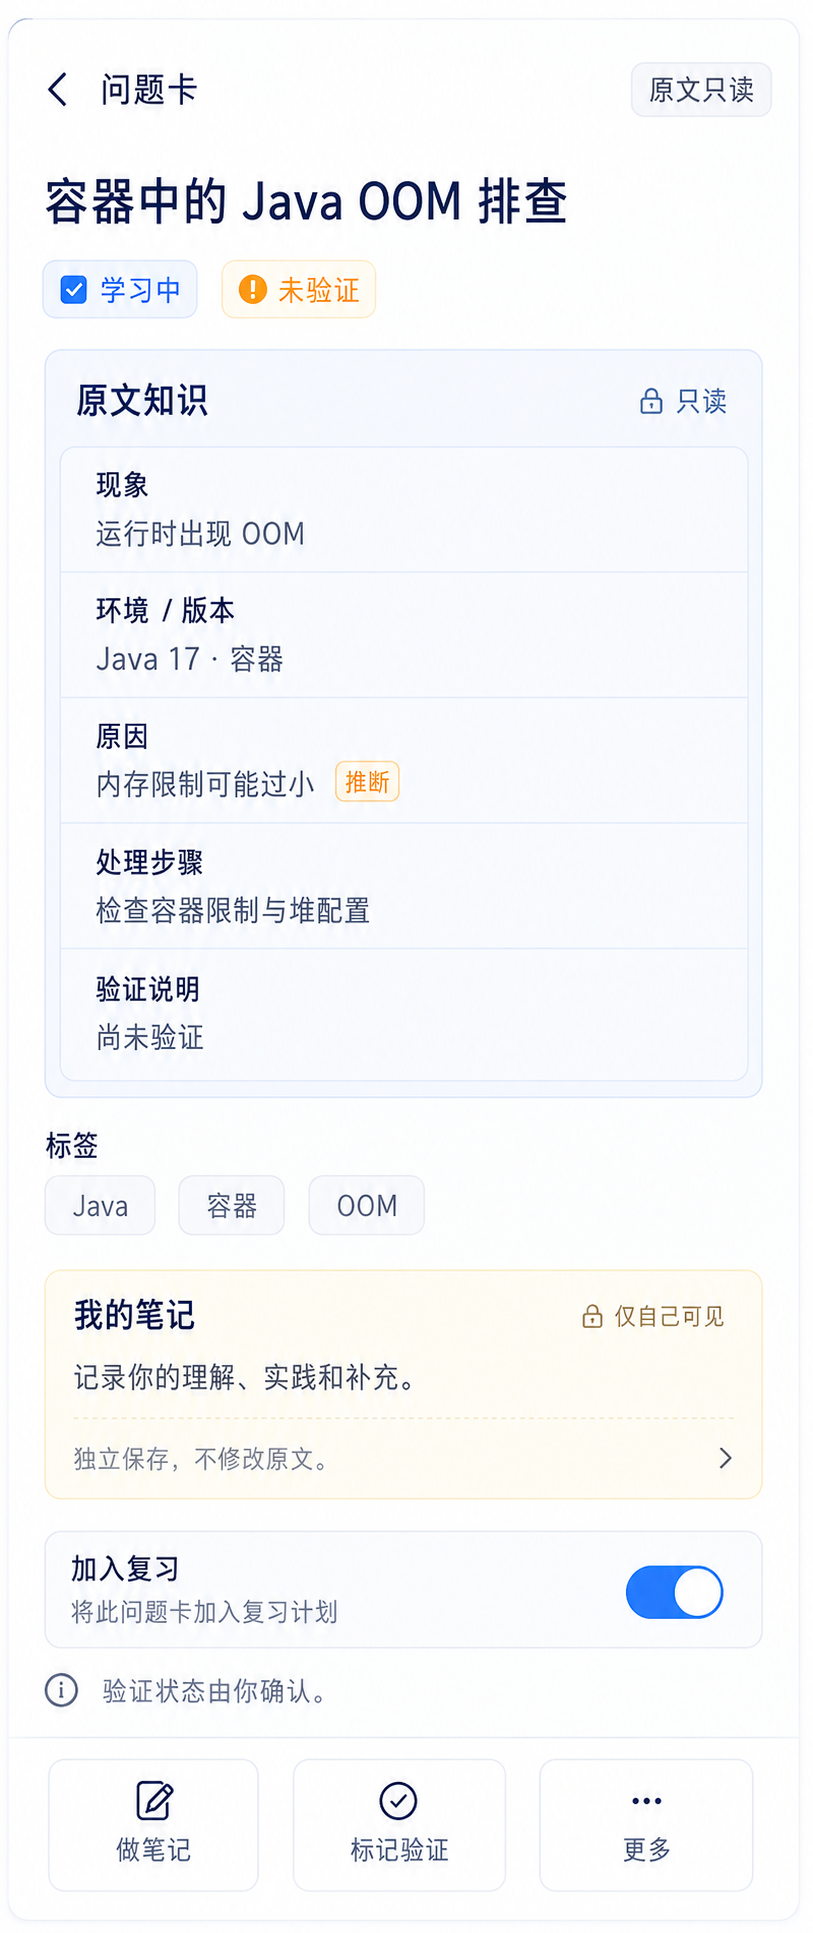 问题卡
原文只读
容器中的 Java OOM 排查
学习中
未验证
原文知识
只读
现象
运行时出现 OOM
环境 / 版本
Java 17 · 容器
原因
内存限制可能过小
推断
处理步骤
检查容器限制与堆配置
验证说明
尚未验证
标签
Java
容器
OOM
我的笔记
仅自己可见
记录你的理解、实践和补充。
独立保存，不修改原文。
加入复习
将此问题卡加入复习计划
验证状态由你确认。
做笔记
标记验证
更多